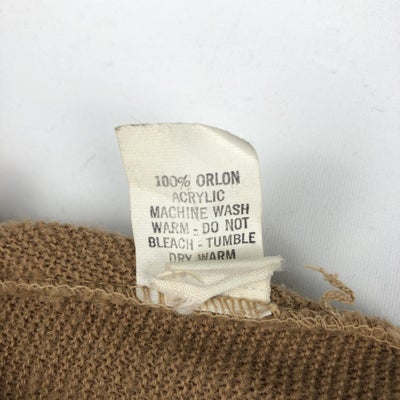 100% ORLON
ACRYLIC
MACHINE WASH
WARM - DO NOT
BLEACH - TUMBLE
DRY WARM